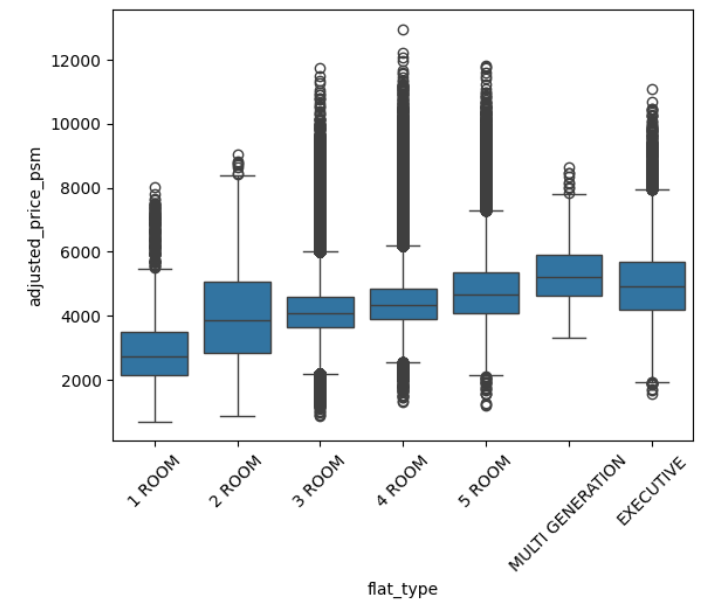 adjusted_price_psm
12000
10000
8000
6000
4000
2000
1 ROOM
2 ROOM
3 ROOM
4 ROOM
5 ROOM
MULTI GENERATION
EXECUTIVE
flat_type